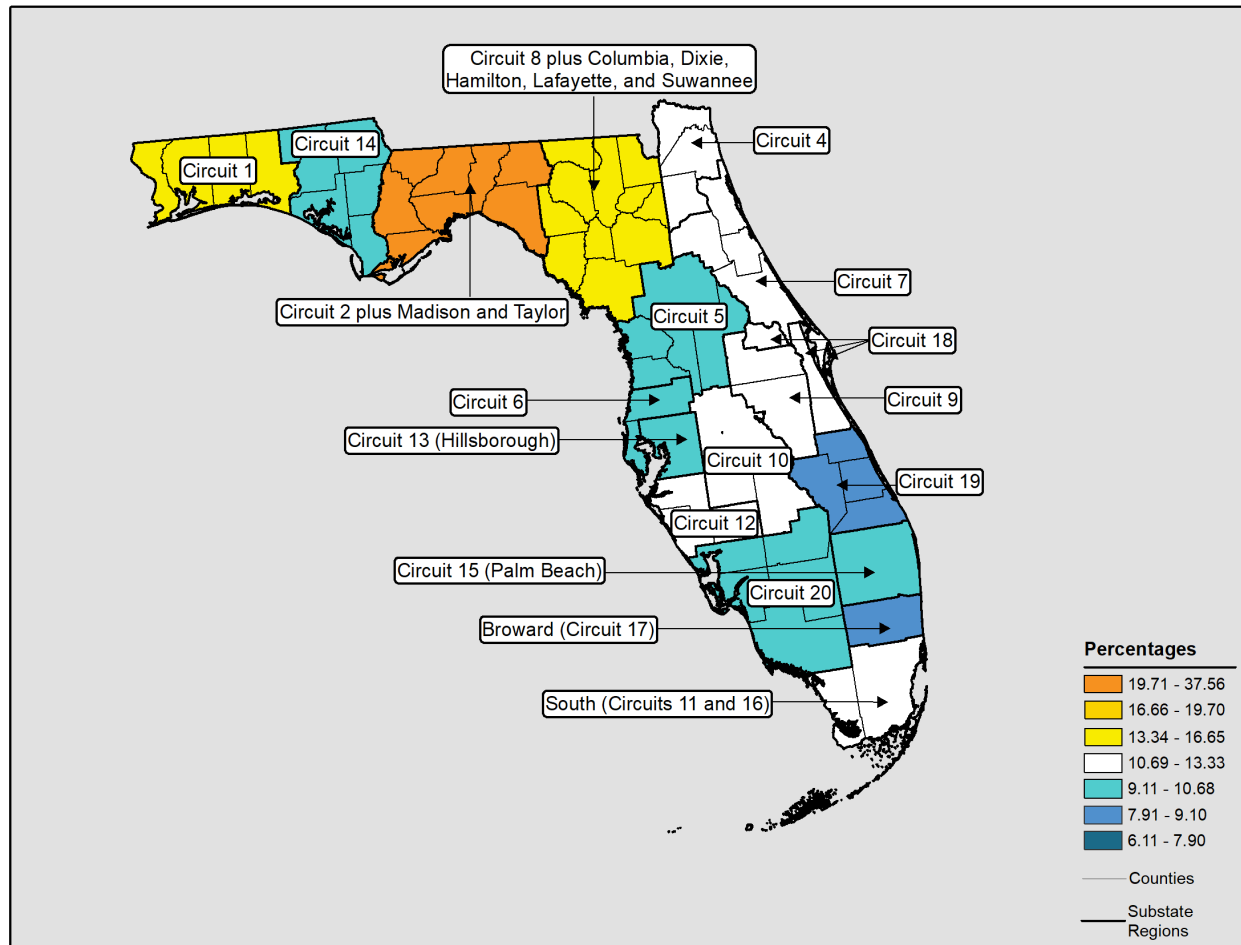 Circuit 8 plus Columbia, Dixie,
Hamilton, Lafayette, and Suwannee
Circuit 4
Circuit 14
Circuit 1
Circuit 7
Circuit 2 plus Madison and Taylor
Circuit 5
Circuit 18
Circuit 6
Circuit 9
Circuit 13 (Hillsborough)
Circuit 10
Circuit 19
Circuit 12
Circuit 15 (Palm Beach)
Circuit 20
Broward (Circuit 17)
South (Circuits 11 and 16)
Percentages
19.71 - 37.56
16.66 - 19.70
13.34 - 16.65
10.69 - 13.33
9.11 - 10.68
7.91 - 9.10
6.11 - 7.90
Counties
Substate
Regions